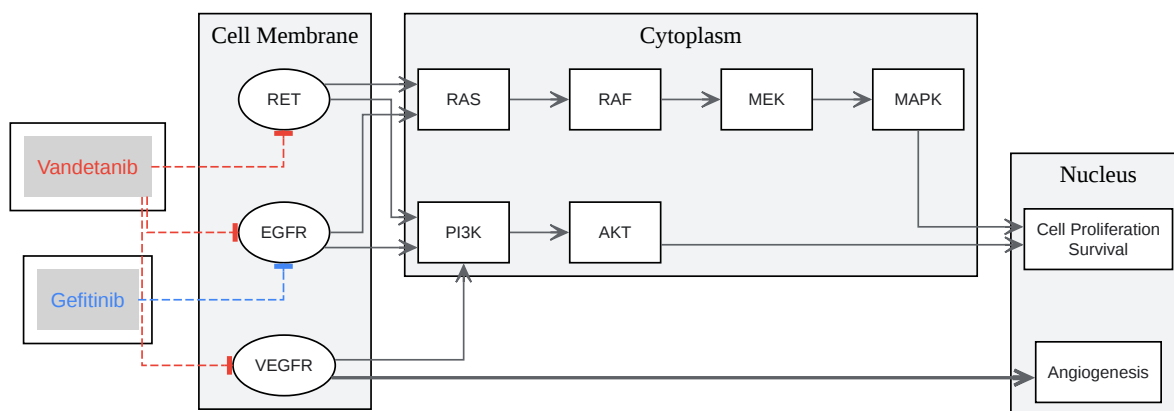 Cell Membrane
Cytoplasm
RET
RAS
RAF
MEK
MAPK
Vandetanib
Nucleus
EGFR
PI3K
AKT
Cell Proliferation
Survival
Gefitinib
VEGFR
Angiogenesis